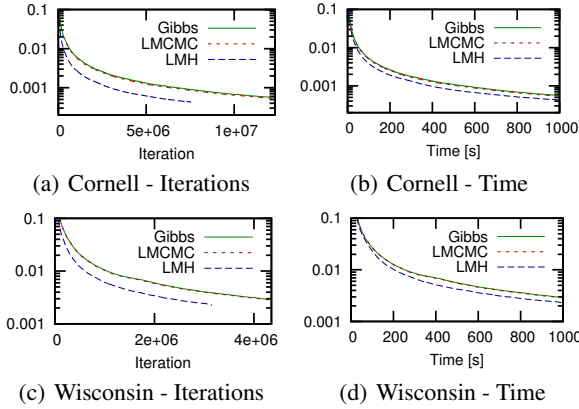 0.1
0.01
0.001
Gibbs
LMCMC
LMH
0 5e+06 1e+07
Iteration
(a) Cornell - Iterations
0.1
0.01
0.001
Gibbs
LMCMC
LMH
0 200 400 600 800 1000
Time [s]
(b) Cornell - Time
0.1
0.01
0.001
Gibbs
LMCMC
LMH
0 2e+06 4e+06
Iteration
(c) Wisconsin - Iterations
0.1
0.01
0.001
Gibbs
LMCMC
LMH
0 200 400 600 800 1000
Time [s]
(d) Wisconsin - Time